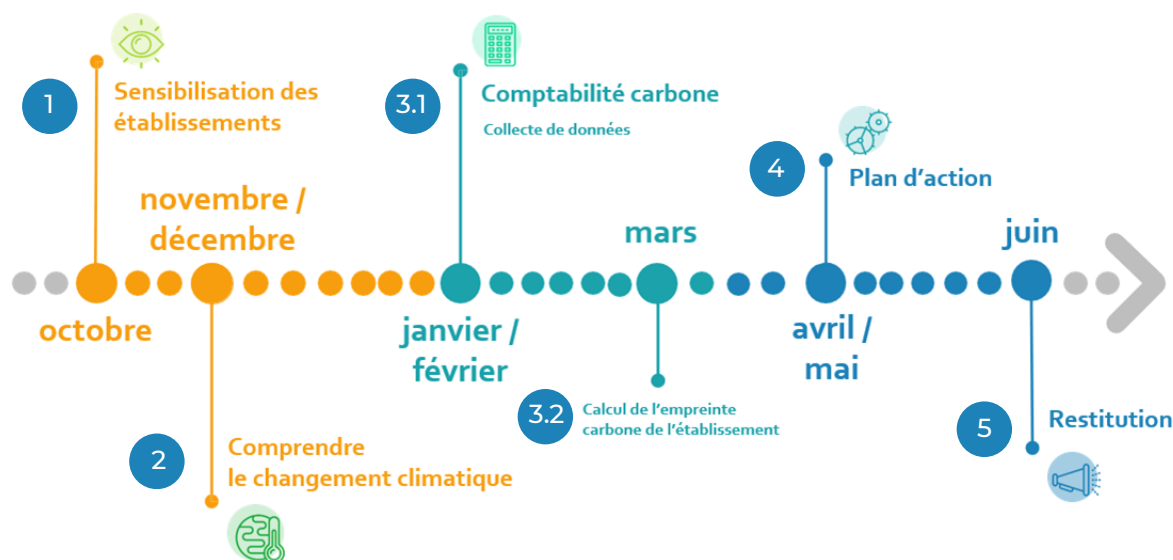 1
Sensibilisation des
établissements
octobre
novembre /
décembre
2
Comprendre
le changement climatique
3.1
Comptabilité carbone
Collecte de données
janvier /
février
mars
3.2
Calcul de l'empreinte
carbone de l'établissement
4
Plan d'action
avril /
mai
juin
5
Restitution